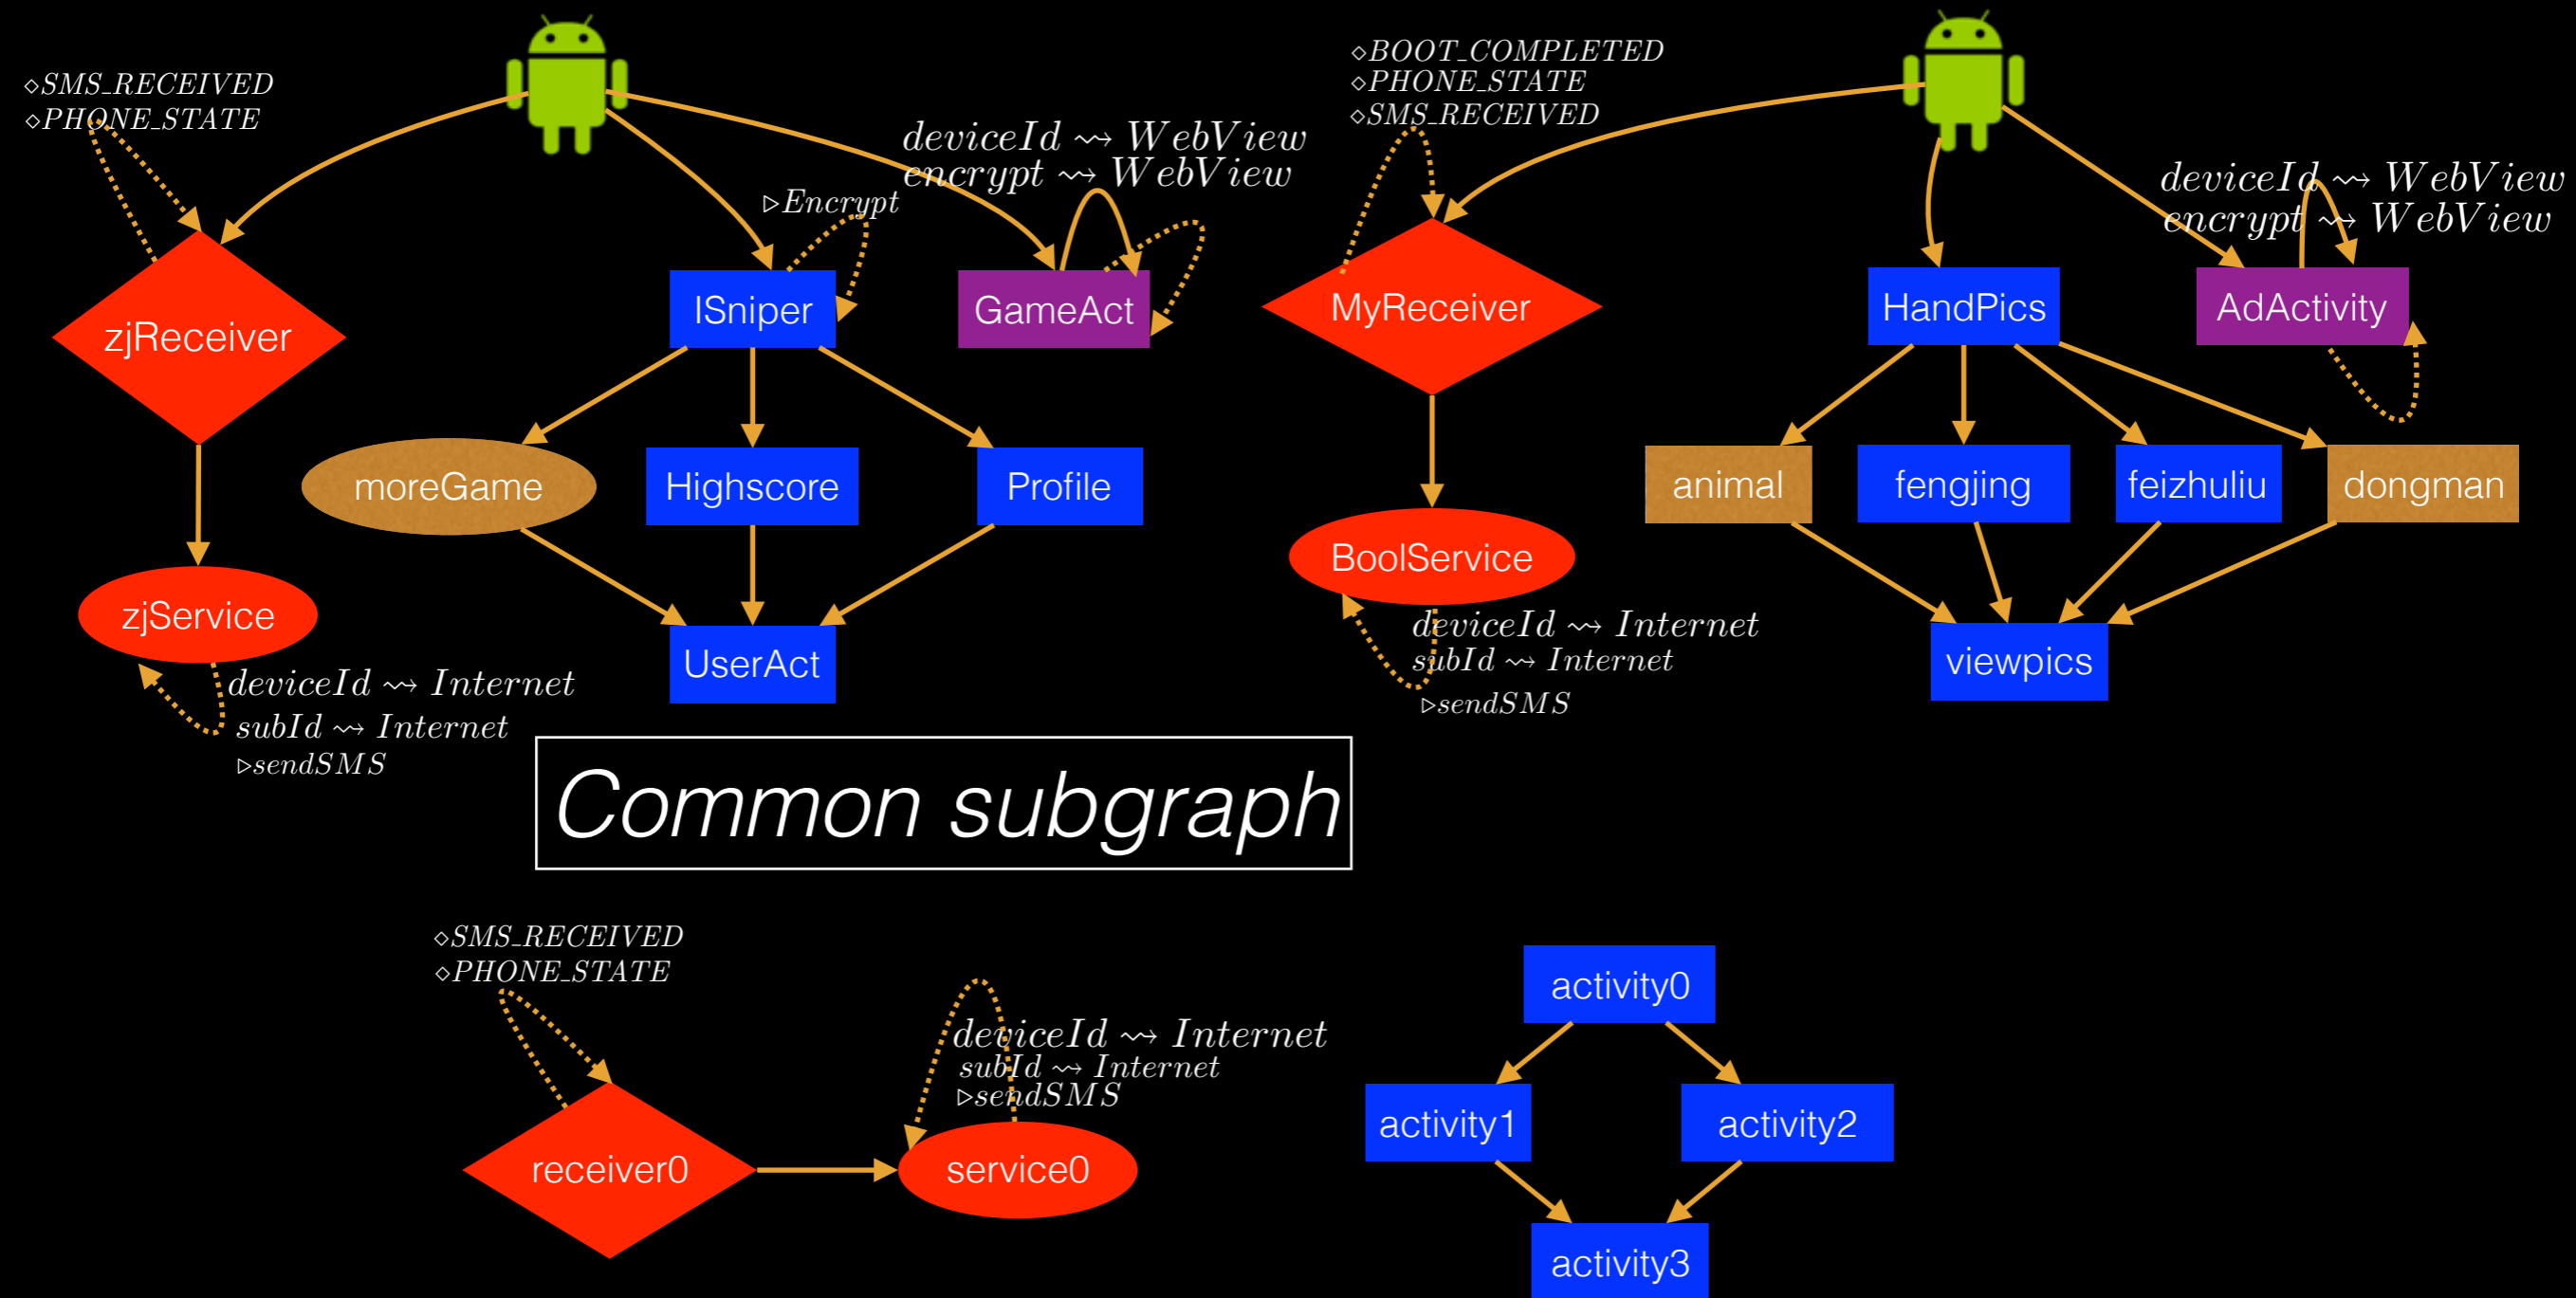 ◇SMS_RECEIVED
◇PHONE_STATE
▷Encrypt
deviceId ⇝ WebView
encrypt ⇝ WebView
zjReceiver
ISniper
GameAct
moreGame
Highscore
Profile
zjService
UserAct
deviceId ⇝ Internet
subId ⇝ Internet
▷sendSMS
◇BOOT_COMPLETED
◇PHONE_STATE
◇SMS_RECEIVED
deviceId ⇝ WebView
encrypt ⇝ WebView
MyReceiver
HandPics
AdActivity
animal
fengjing
feizhuliu
dongman
BoolService
viewpics
deviceId ⇝ Internet
subId ⇝ Internet
▷sendSMS
Common subgraph
◇SMS_RECEIVED
◇PHONE_STATE
deviceId ⇝ Internet
subId ⇝ Internet
▷sendSMS
receiver0
service0
activity0
activity1
activity2
activity3